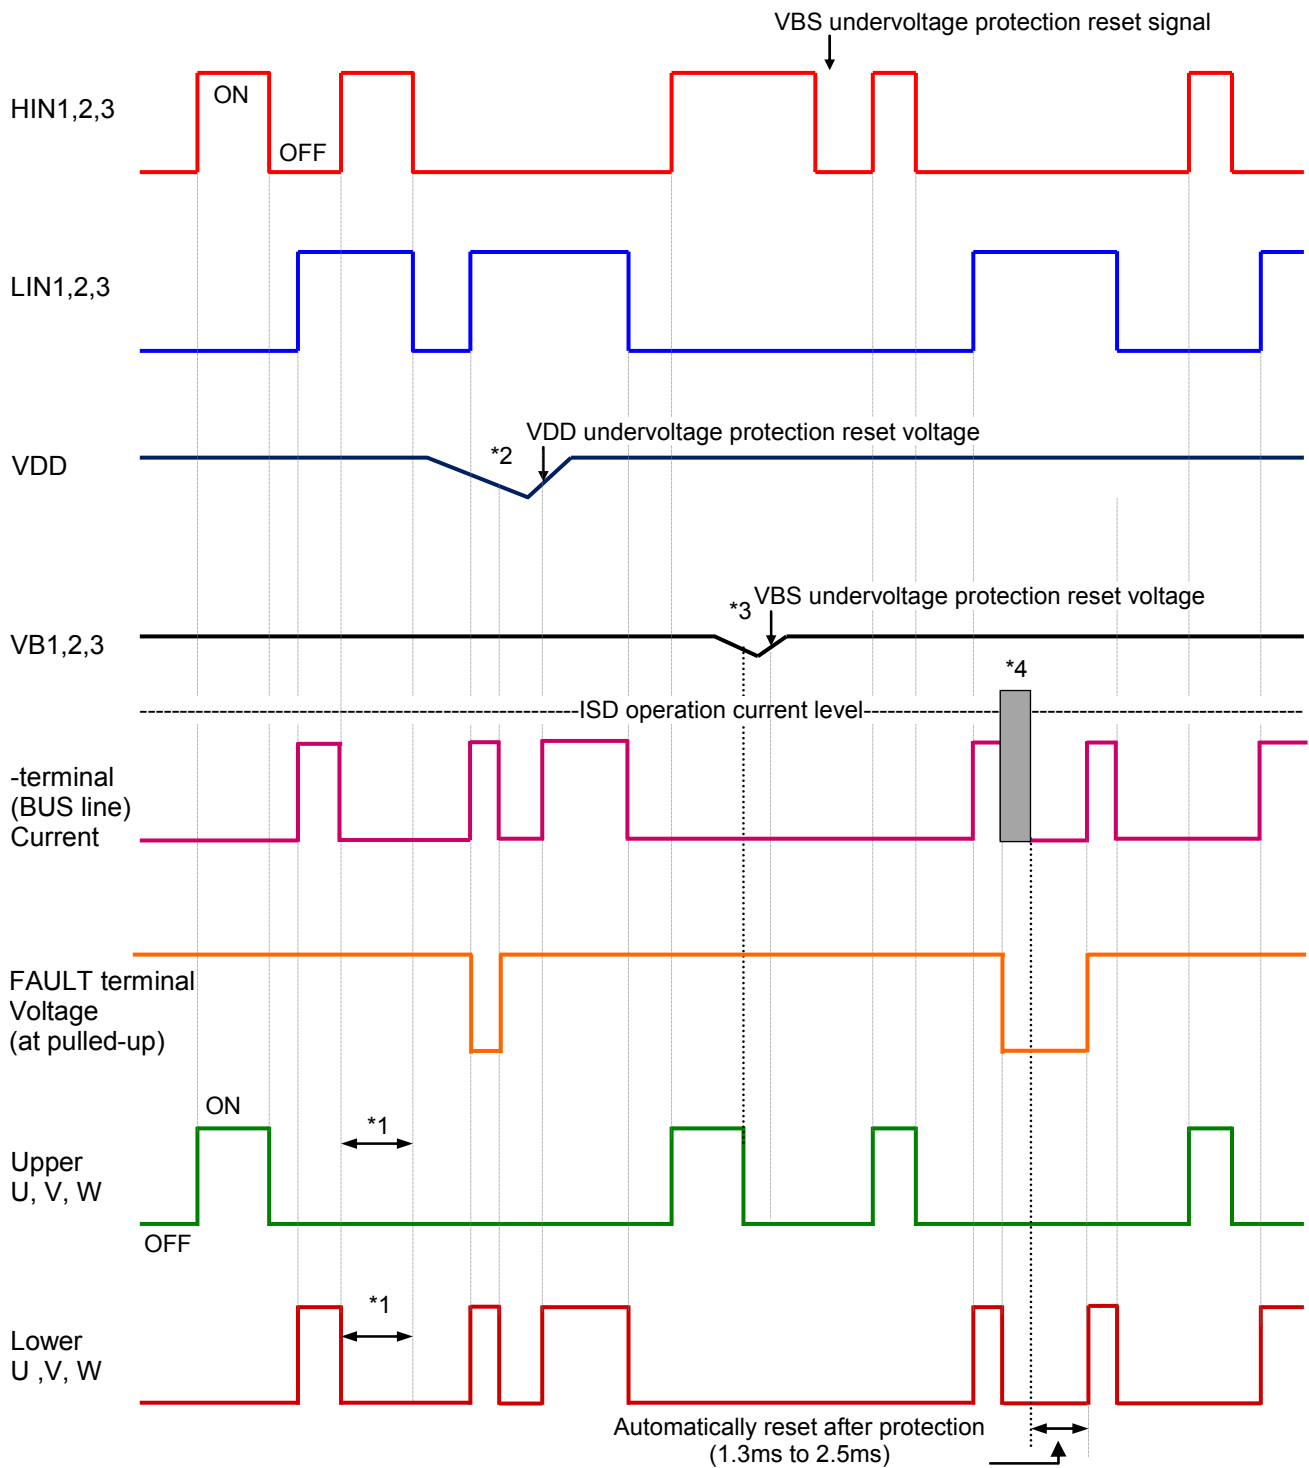 VBS undervoltage protection reset signal
HIN1,2,3
ON
OFF
LIN1,2,3
VDD undervoltage protection reset voltage
*2
VDD
VBS undervoltage protection reset voltage
*3
VB1,2,3
*4
ISD operation current level
-terminal
(BUS line)
Current
FAULT terminal
Voltage
(at pulled-up)
ON
*1
Upper
U, V, W
OFF
*1
Lower
U ,V, W
Automatically reset after protection
(1.3ms to 2.5ms)